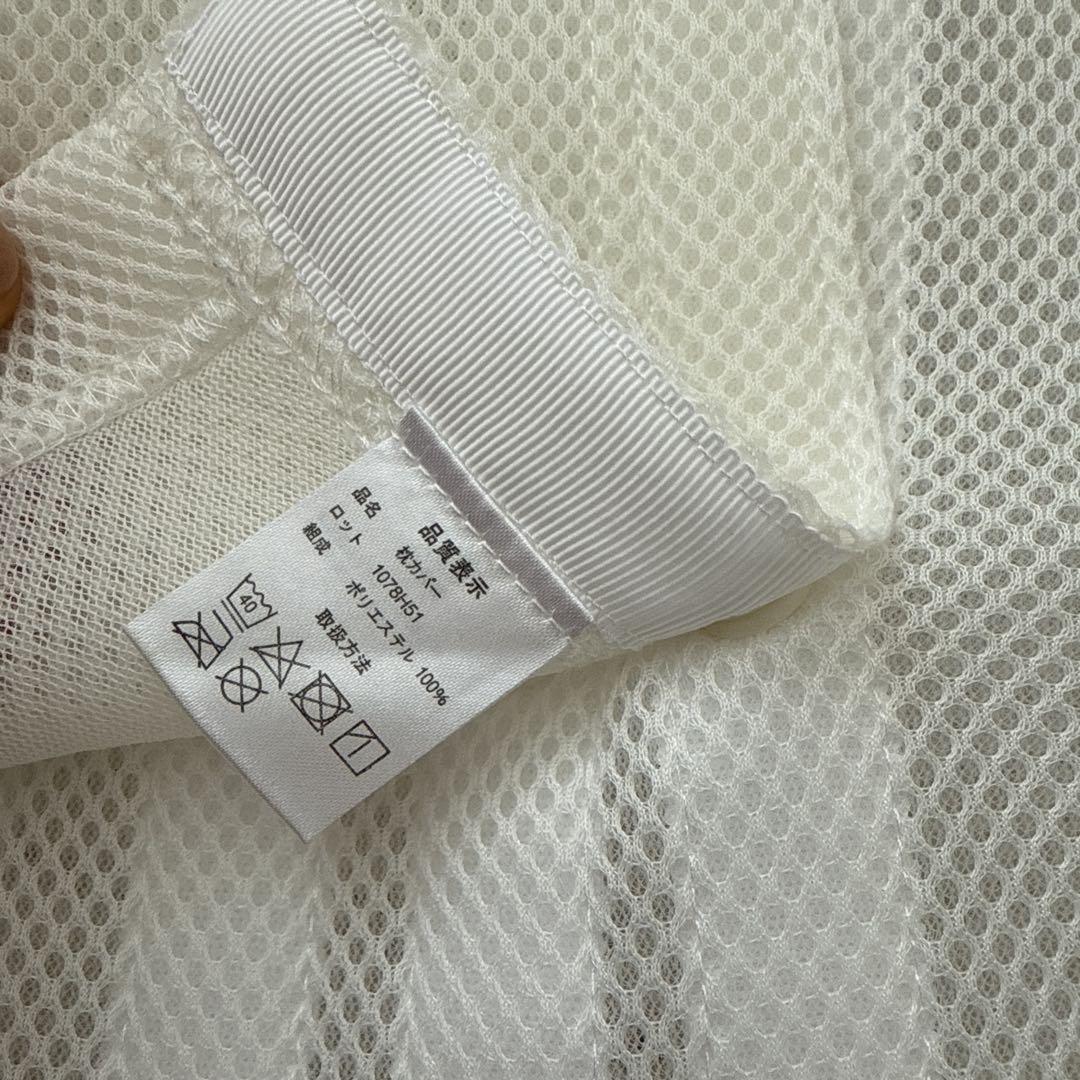 品質表示
品名 枕カバー
ロット 1078H51
組成 ポリエステル 100%
取扱方法
40